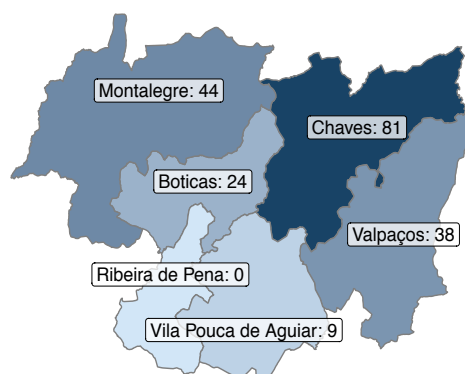 Montalegre: 44
Chaves: 81
Boticas: 24
Valpaços: 38
Ribeira de Pena: 0
Vila Pouca de Aguiar: 9